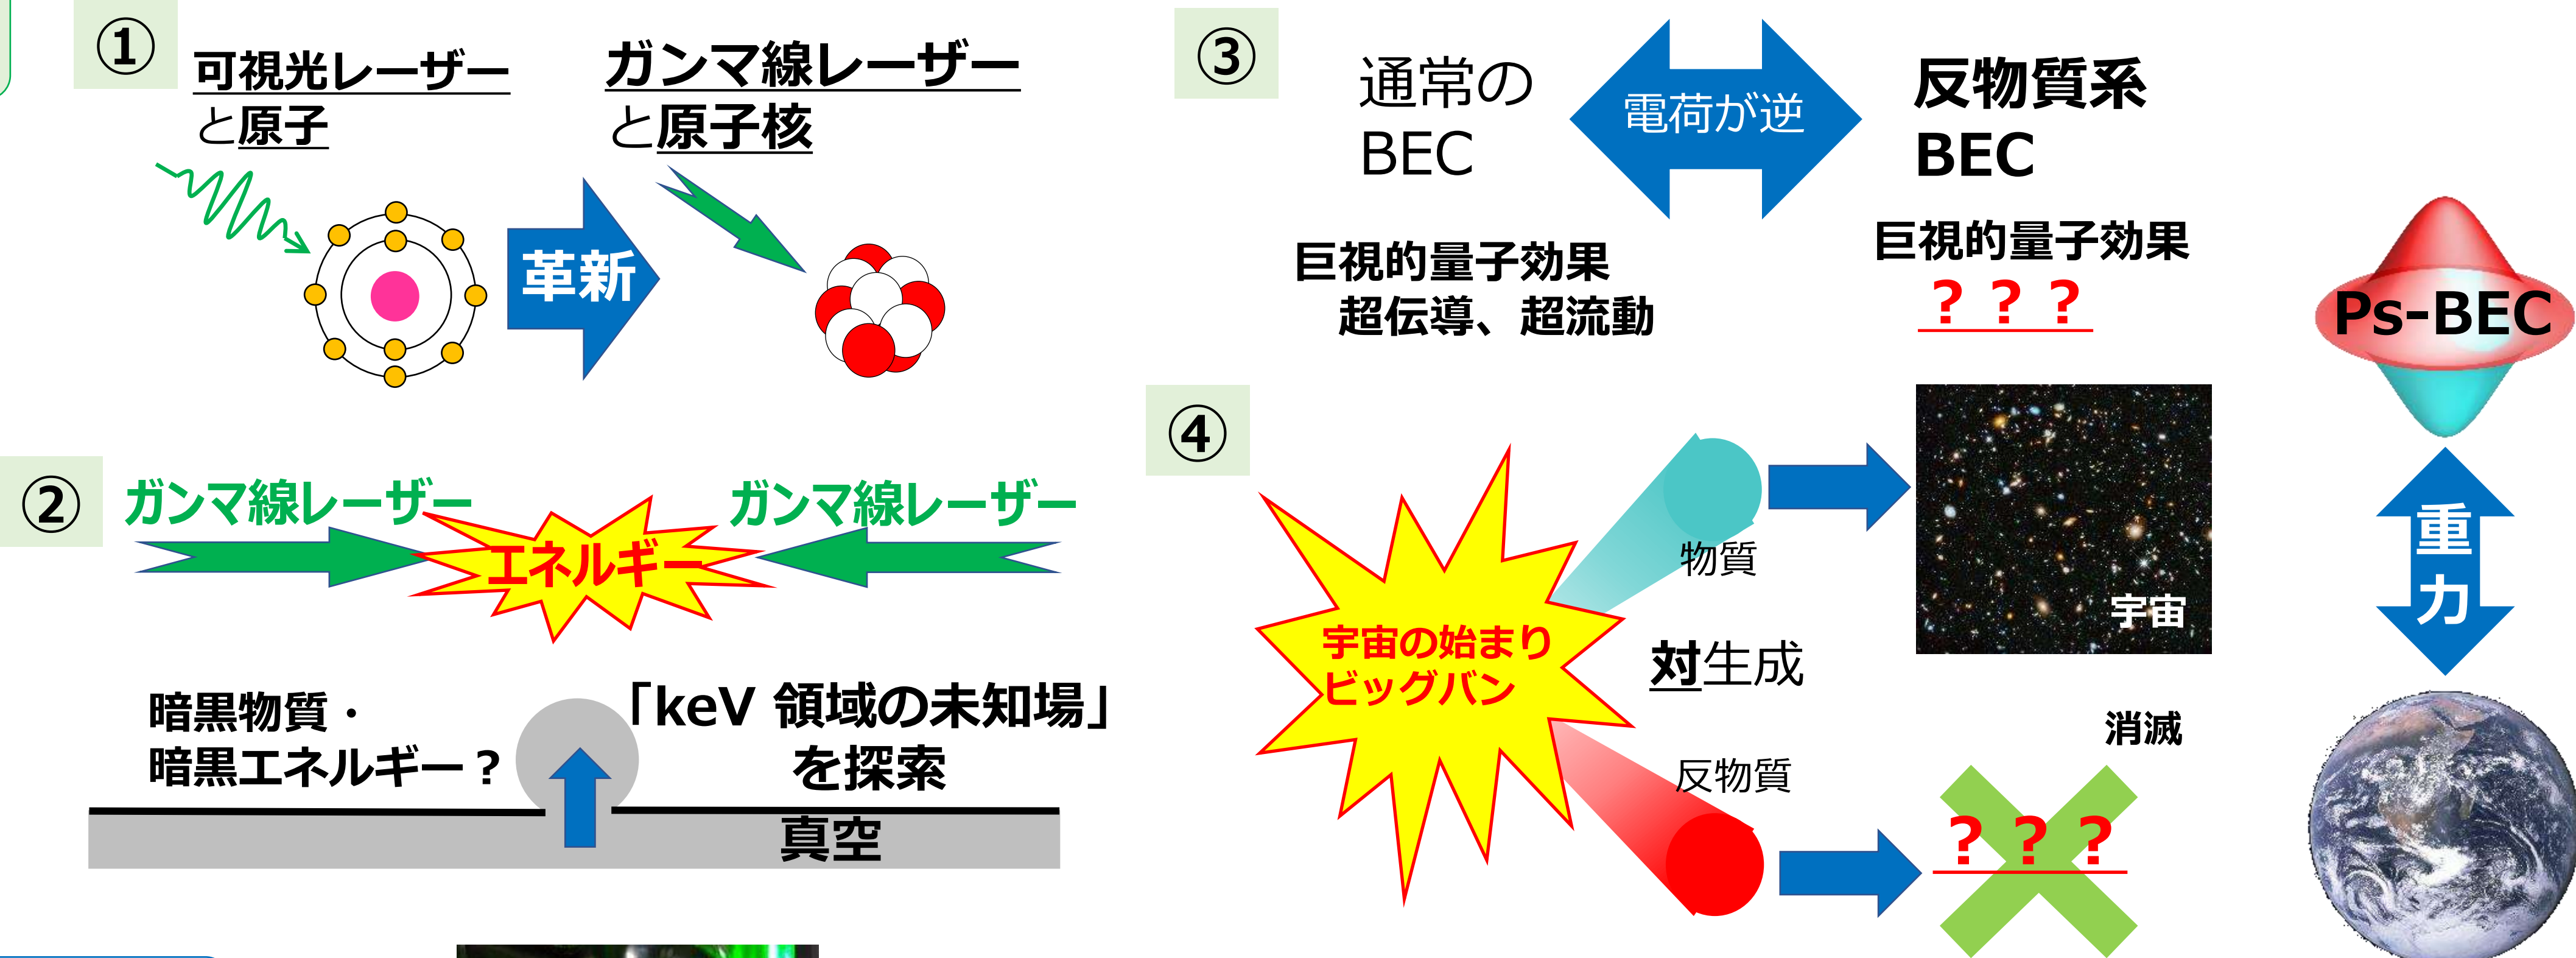 ①
可視光レーザー
と原子
ガンマ線レーザー
と原子核
革新
②
ガンマ線レーザー
ガンマ線レーザー
エネルギー
暗黒物質・
暗黒エネルギー？
「keV 領域の未知場」
を探索
真空
③
通常の
BEC
電荷が逆
反物質系
BEC
巨視的量子効果
超伝導、超流動
巨視的量子効果
？？？
④
宇宙の始まり
ビッグバン
物質
対生成
反物質
宇宙
消滅
？？？
Ps-BEC
重
力